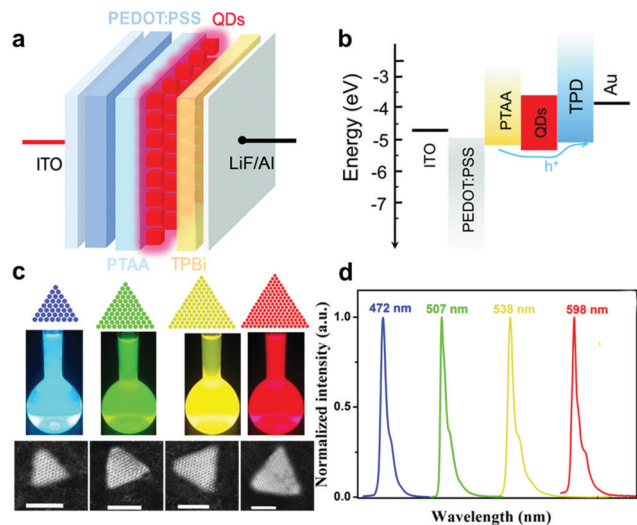 a
PEDOT:PSS
QDs
ITO
LiF/Al
PTAA
TPBi
b
Energy (eV)
-3
-4
-5
-6
-7
ITO
PEDOT:PSS
PTAA
QDs
TPD
Au
h+
c
d
472 nm
507 nm
538 nm
598 nm
1.0
0.5
0.0
Normalized intensity (a.u.)
Wavelength (nm)